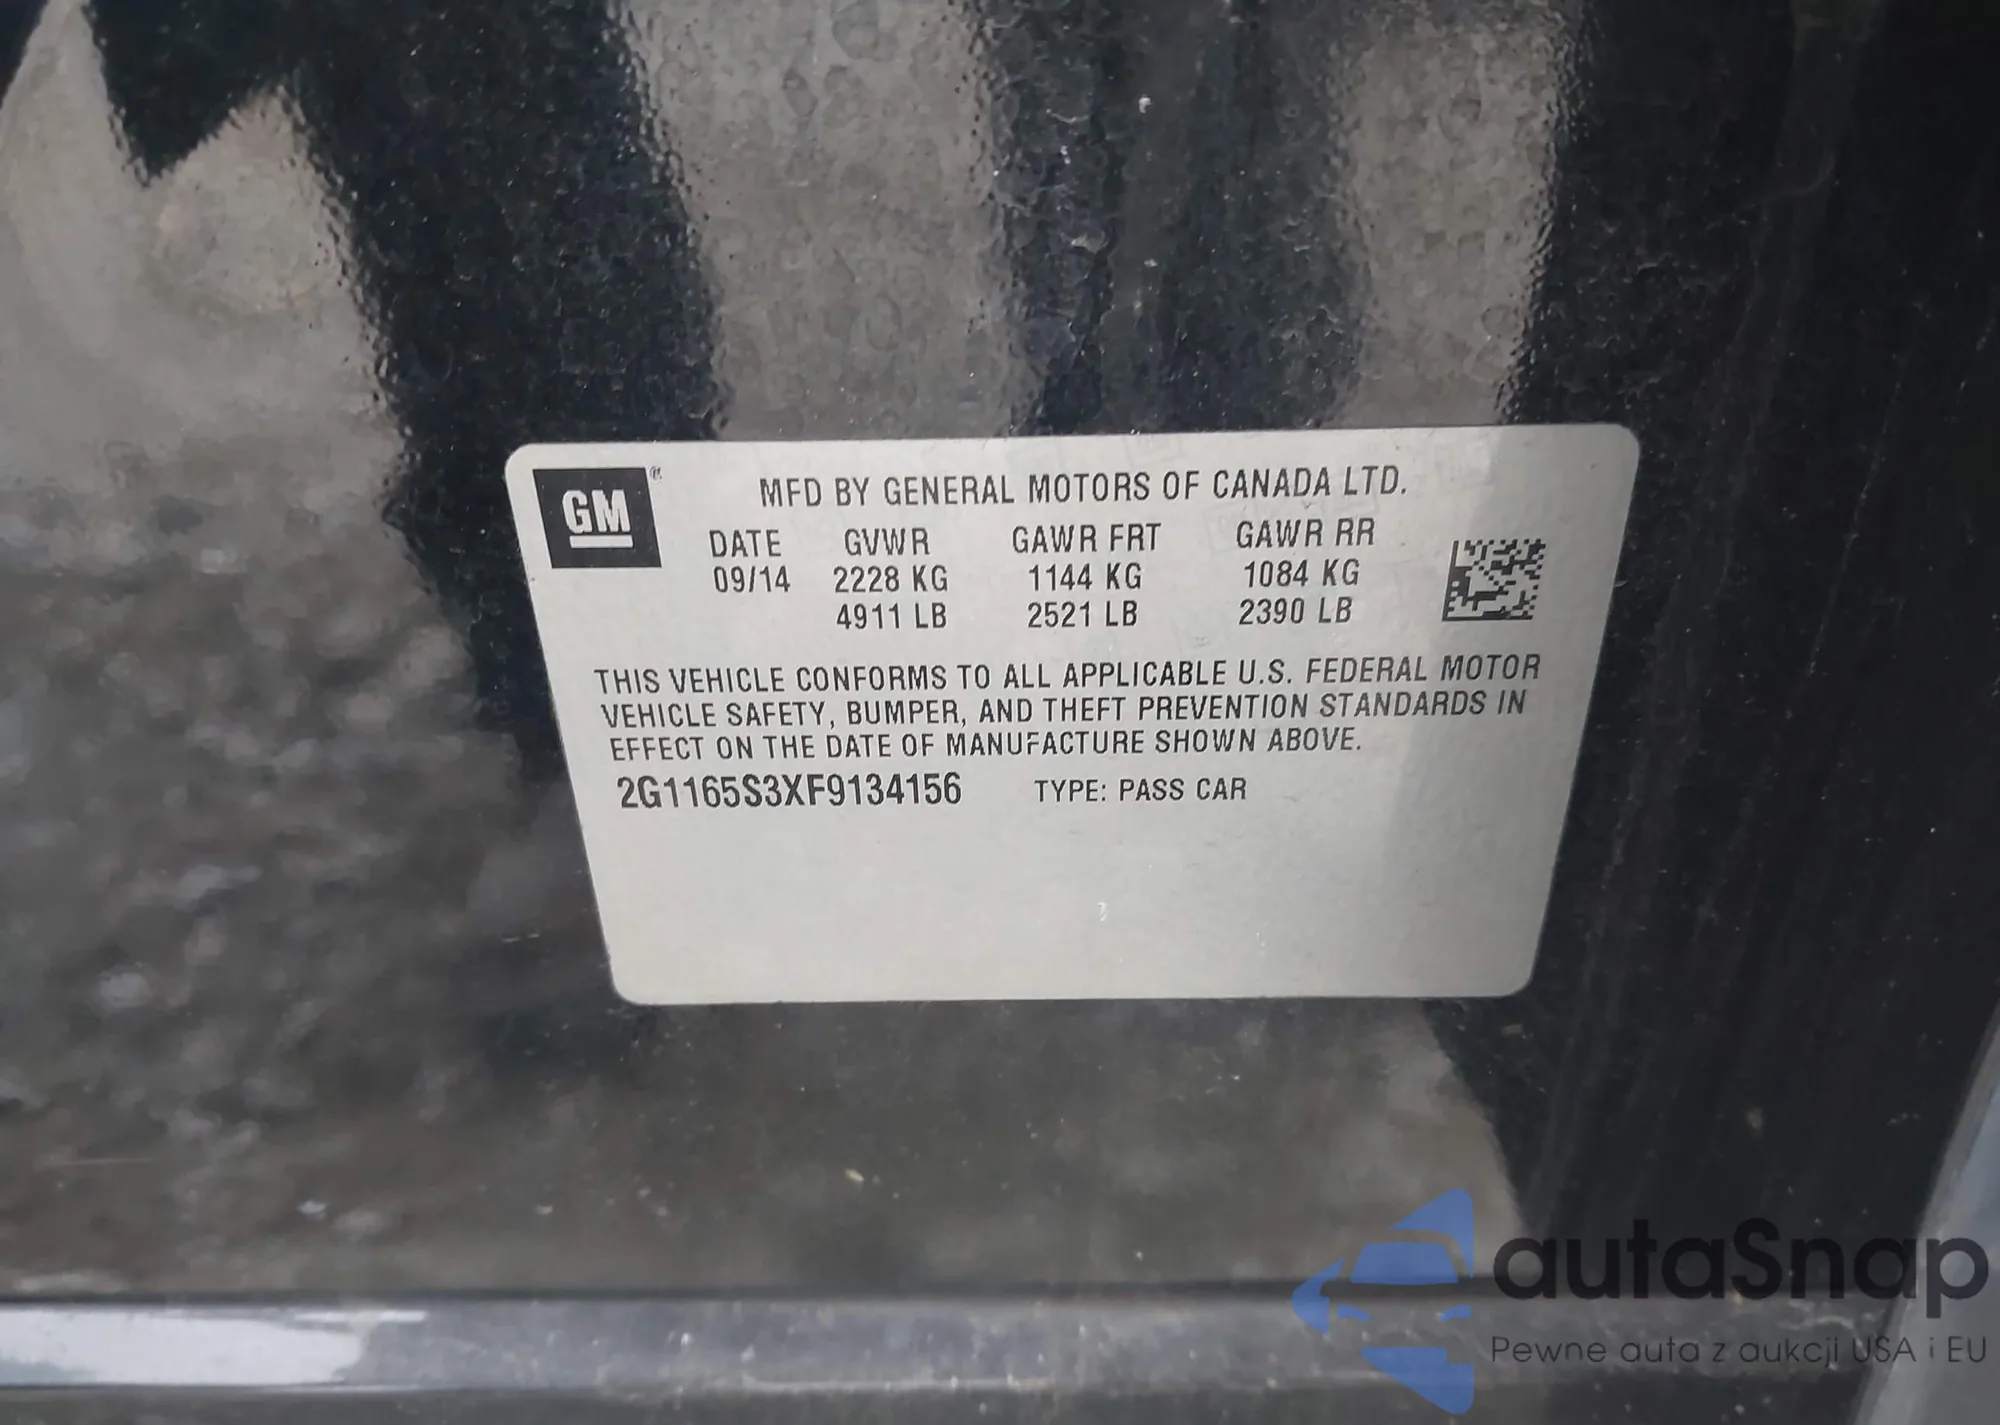 GM®
MFD BY GENERAL MOTORS OF CANADA LTD.
DATE GVWR GAWR FRT GAWR RR
09/14 2228 KG 1144 KG 1084 KG
4911 LB 2521 LB 2390 LB
THIS VEHICLE CONFORMS TO ALL APPLICABLE U.S. FEDERAL MOTOR
VEHICLE SAFETY, BUMPER, AND THEFT PREVENTION STANDARDS IN
EFFECT ON THE DATE OF MANUFACTURE SHOWN ABOVE.
2G1165S3XF9134156 TYPE: PASS CAR
autaSnap
Pewne auta z aukcji USA i EU